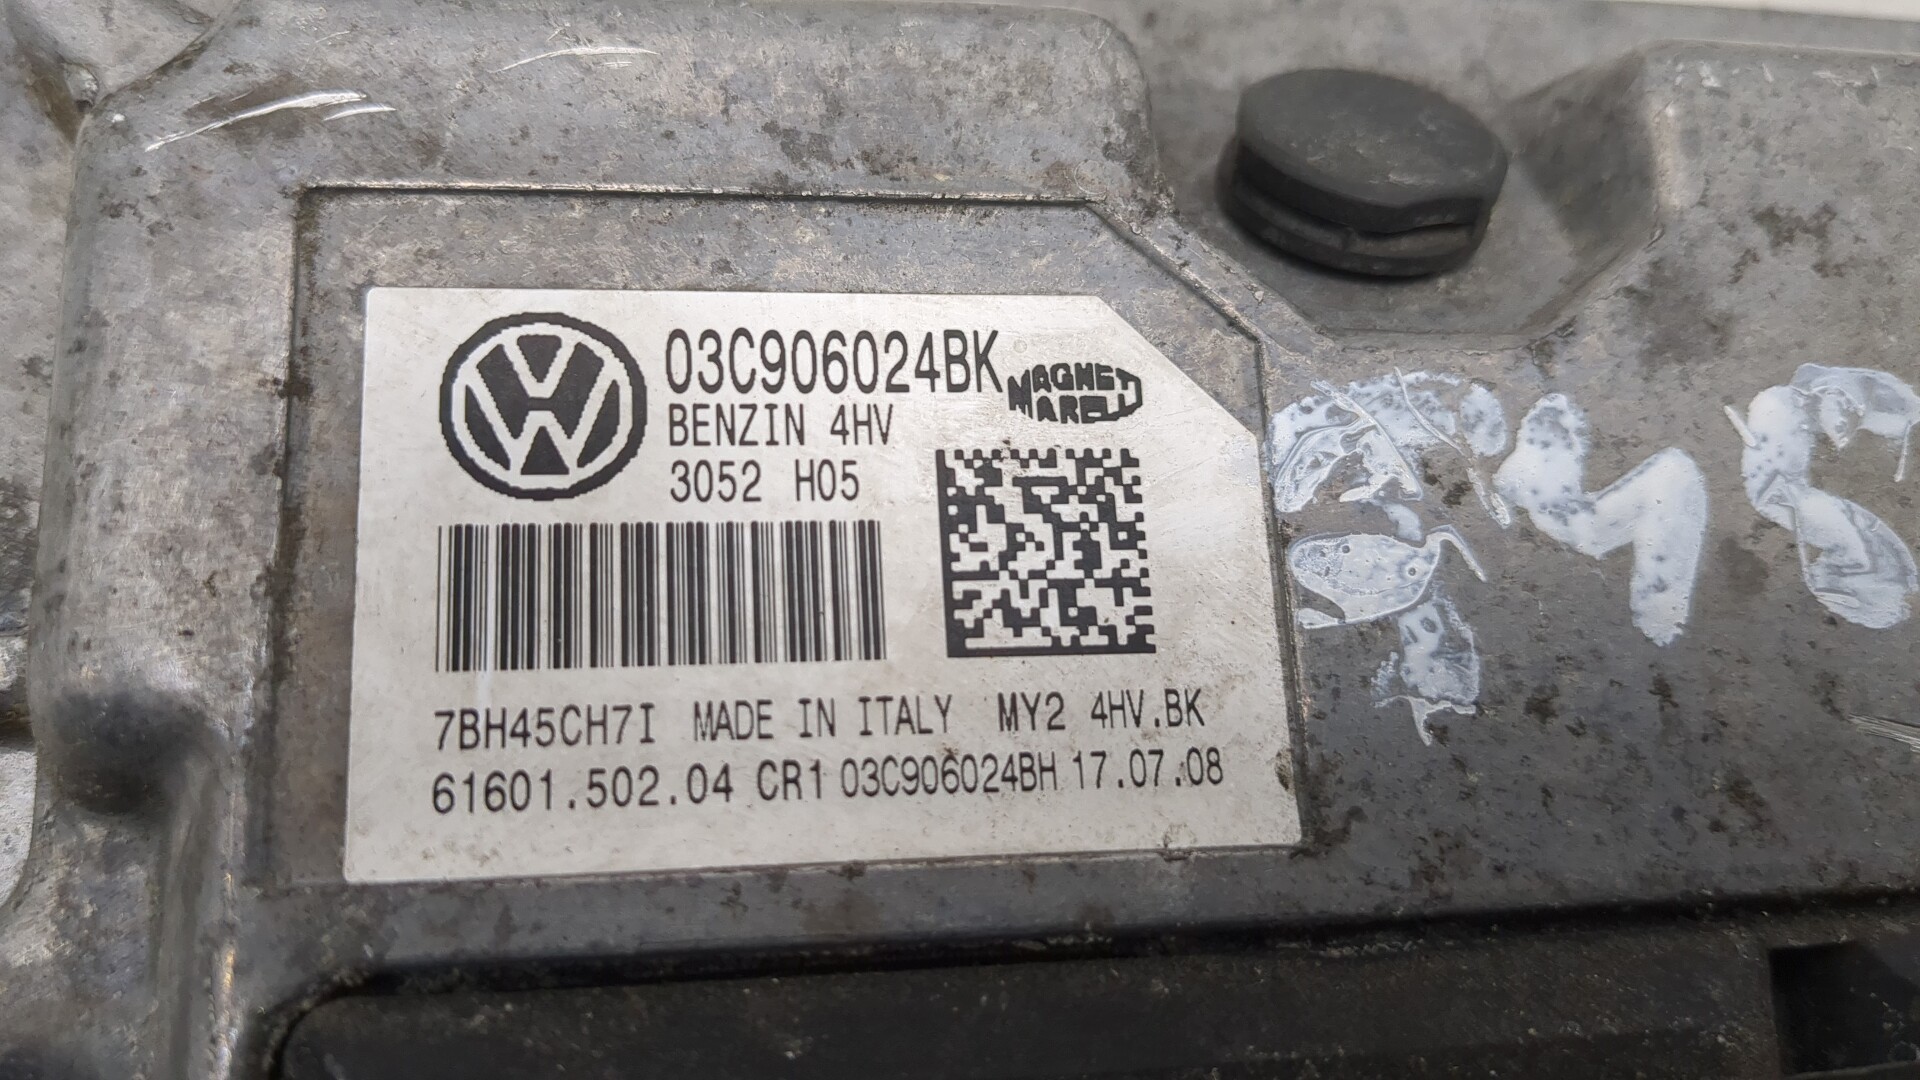 03C906024BK
MAGNETI
MARELLI
BENZIN 4HV
3052 H05
7BH45CH7I MADE IN ITALY MY2 4HV.BK
61601.502.04 CR1 03C906024BH 17.07.08